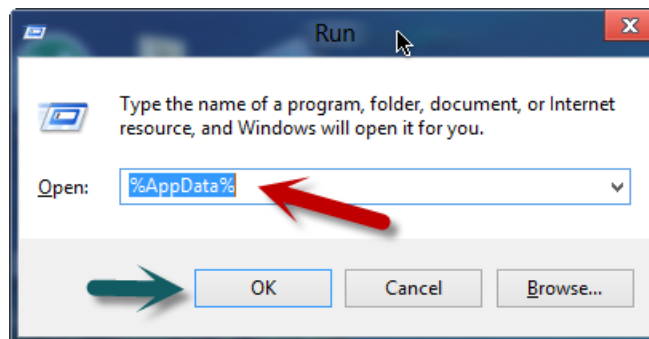 Run
x
Type the name of a program, folder, document, or Internet
resource, and Windows will open it for you.
Open: %AppData%
OK Cancel Browse...